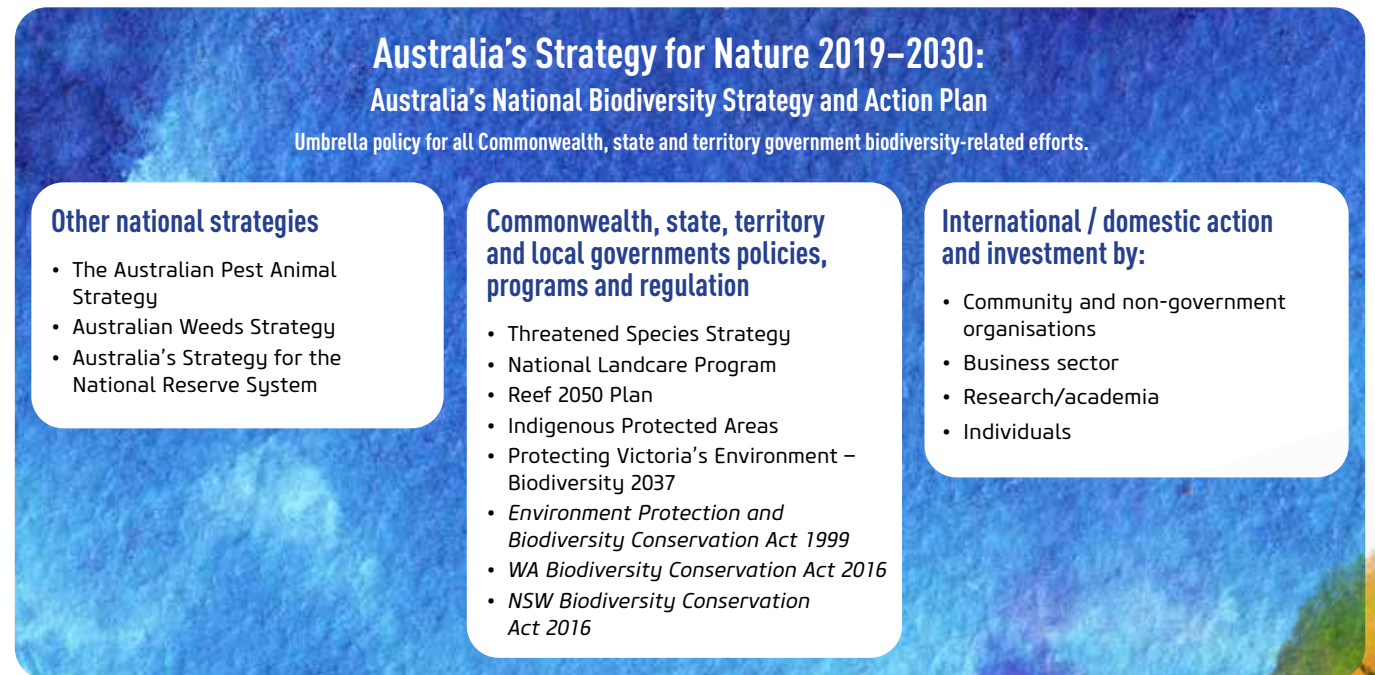 Australia’s Strategy for Nature 2019–2030:
Australia’s National Biodiversity Strategy and Action Plan
Umbrella policy for all Commonwealth, state and territory government biodiversity-related efforts.
Other national strategies
• The Australian Pest Animal
Strategy
• Australian Weeds Strategy
• Australia’s Strategy for the
National Reserve System
Commonwealth, state, territory
and local governments policies,
programs and regulation
• Threatened Species Strategy
• National Landcare Program
• Reef 2050 Plan
• Indigenous Protected Areas
• Protecting Victoria’s Environment –
Biodiversity 2037
• Environment Protection and
Biodiversity Conservation Act 1999
• WA Biodiversity Conservation Act 2016
• NSW Biodiversity Conservation
Act 2016
International / domestic action
and investment by:
• Community and non-government
organisations
• Business sector
• Research/academia
• Individuals